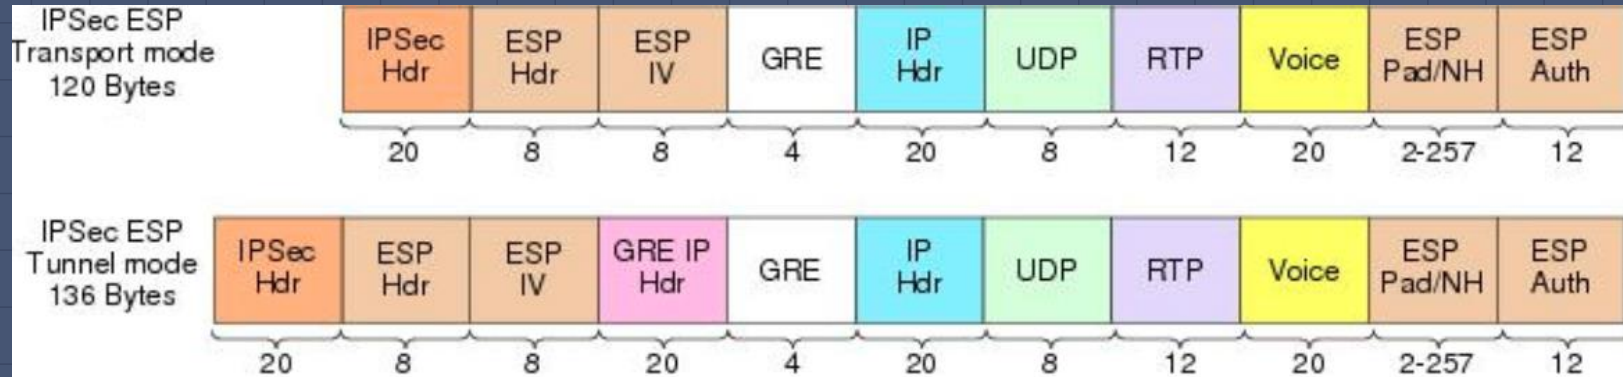 IPSec ESP
Transport mode
120 Bytes
IPSec
Hdr
ESP
Hdr
ESP
IV
GRE
IP
Hdr
UDP
RTP
Voice
ESP
Pad/NH
ESP
Auth
20 8 8 4 20 8 12 20 2-257 12
IPSec ESP
Tunnel mode
136 Bytes
IPSec
Hdr
ESP
Hdr
ESP
IV
GRE IP
Hdr
GRE
IP
Hdr
UDP
RTP
Voice
ESP
Pad/NH
ESP
Auth
20 8 8 20 4 20 8 12 20 2-257 12